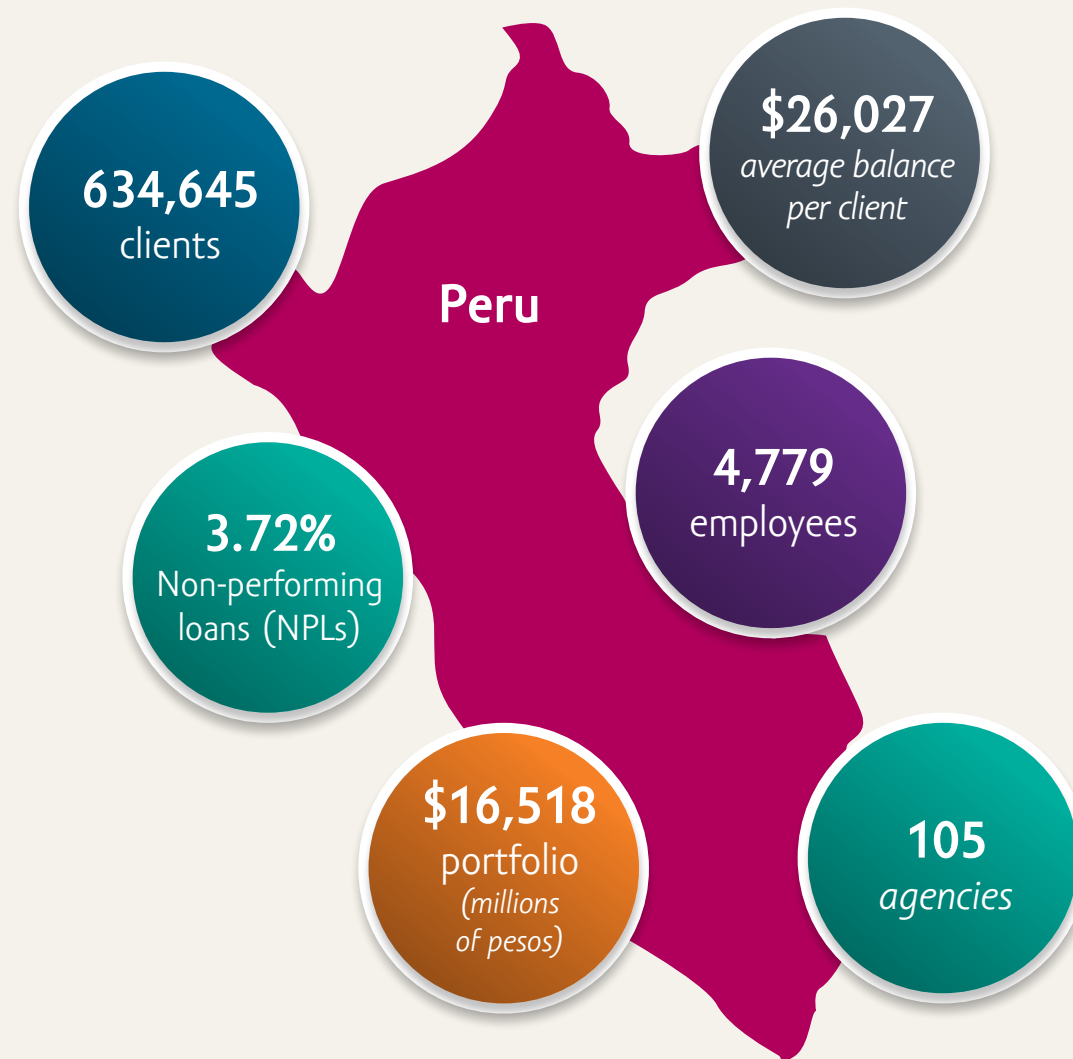 634,645
clients
$26,027
average balance
per client
Peru
3.72%
Non-performing
loans (NPLs)
4,779
employees
$16,518
portfolio
(millions
of pesos)
105
agencies